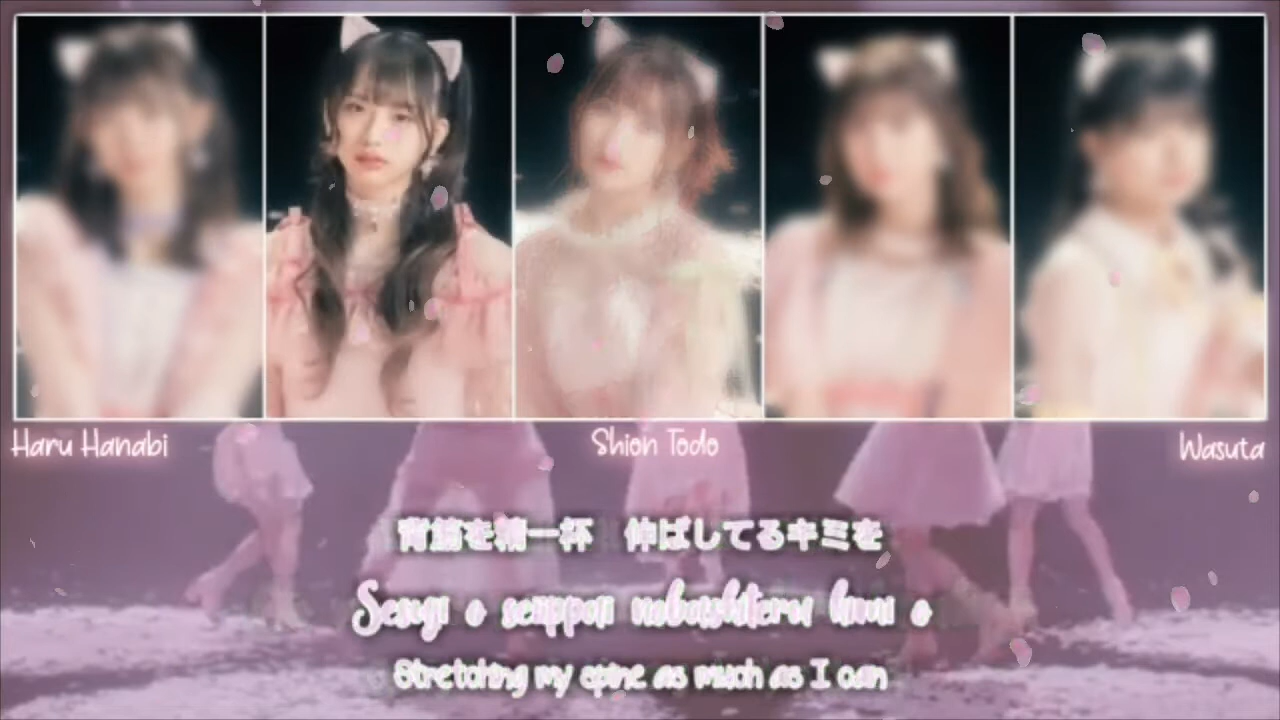 Haru Hanabi
Shion Todo
Wasuta
背筋を精一杯　伸ばしてるキミを
Sesuji o seiippai nobashiteru kimi o
Stretching my spine as much as I can